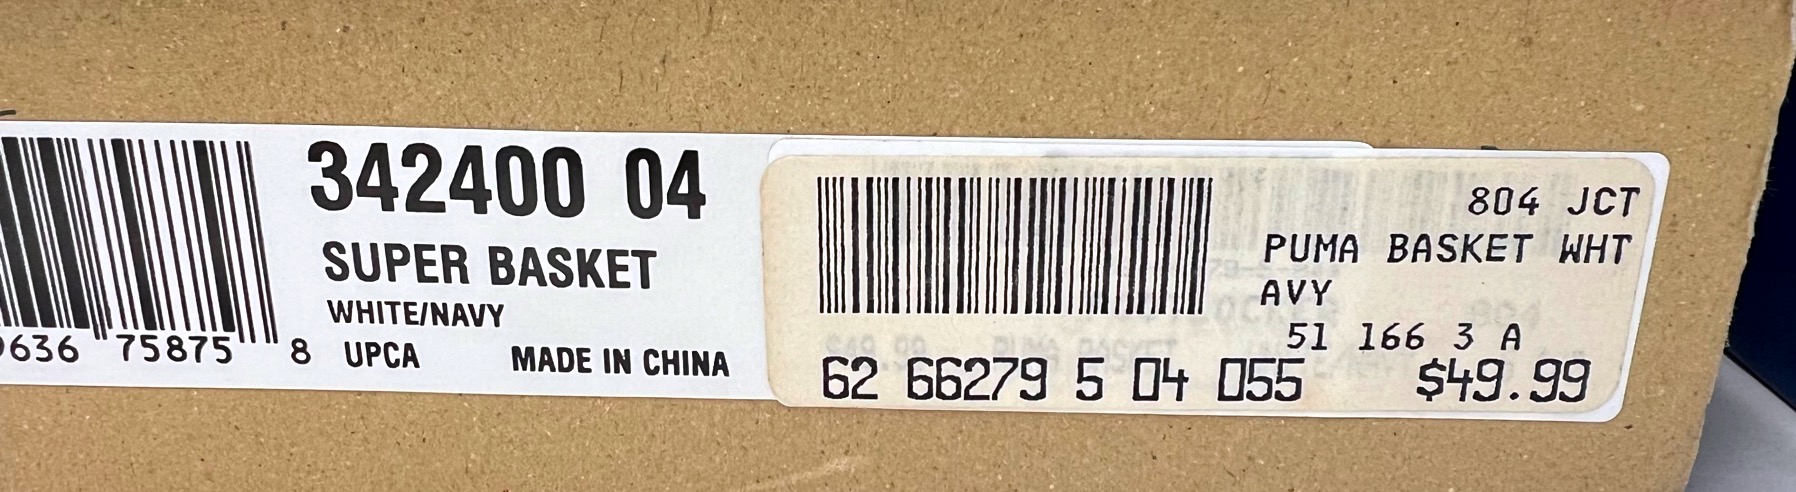 342400 04
SUPER BASKET
WHITE/NAVY
9636 75875 8 UPCA MADE IN CHINA
804 JCT
PUMA BASKET WHT
AVY
51 166 3 A
62 66279 5 04 055 $49.99